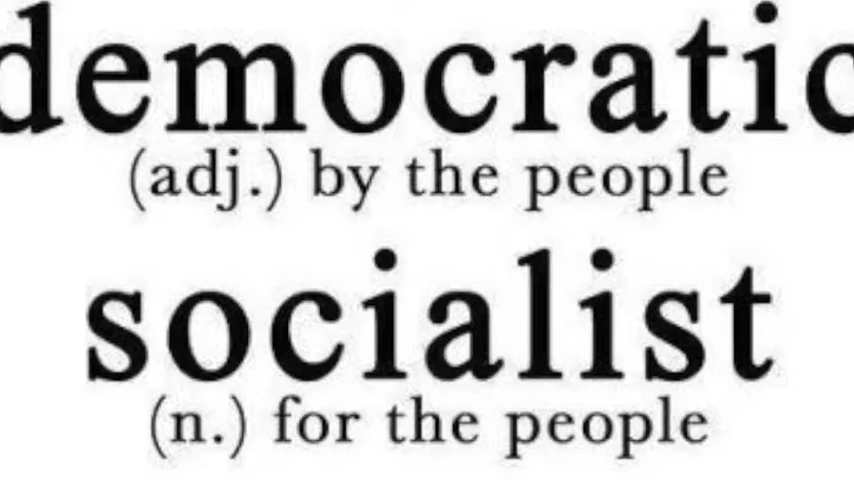 democratic
(adj.) by the people
socialist
(n.) for the people